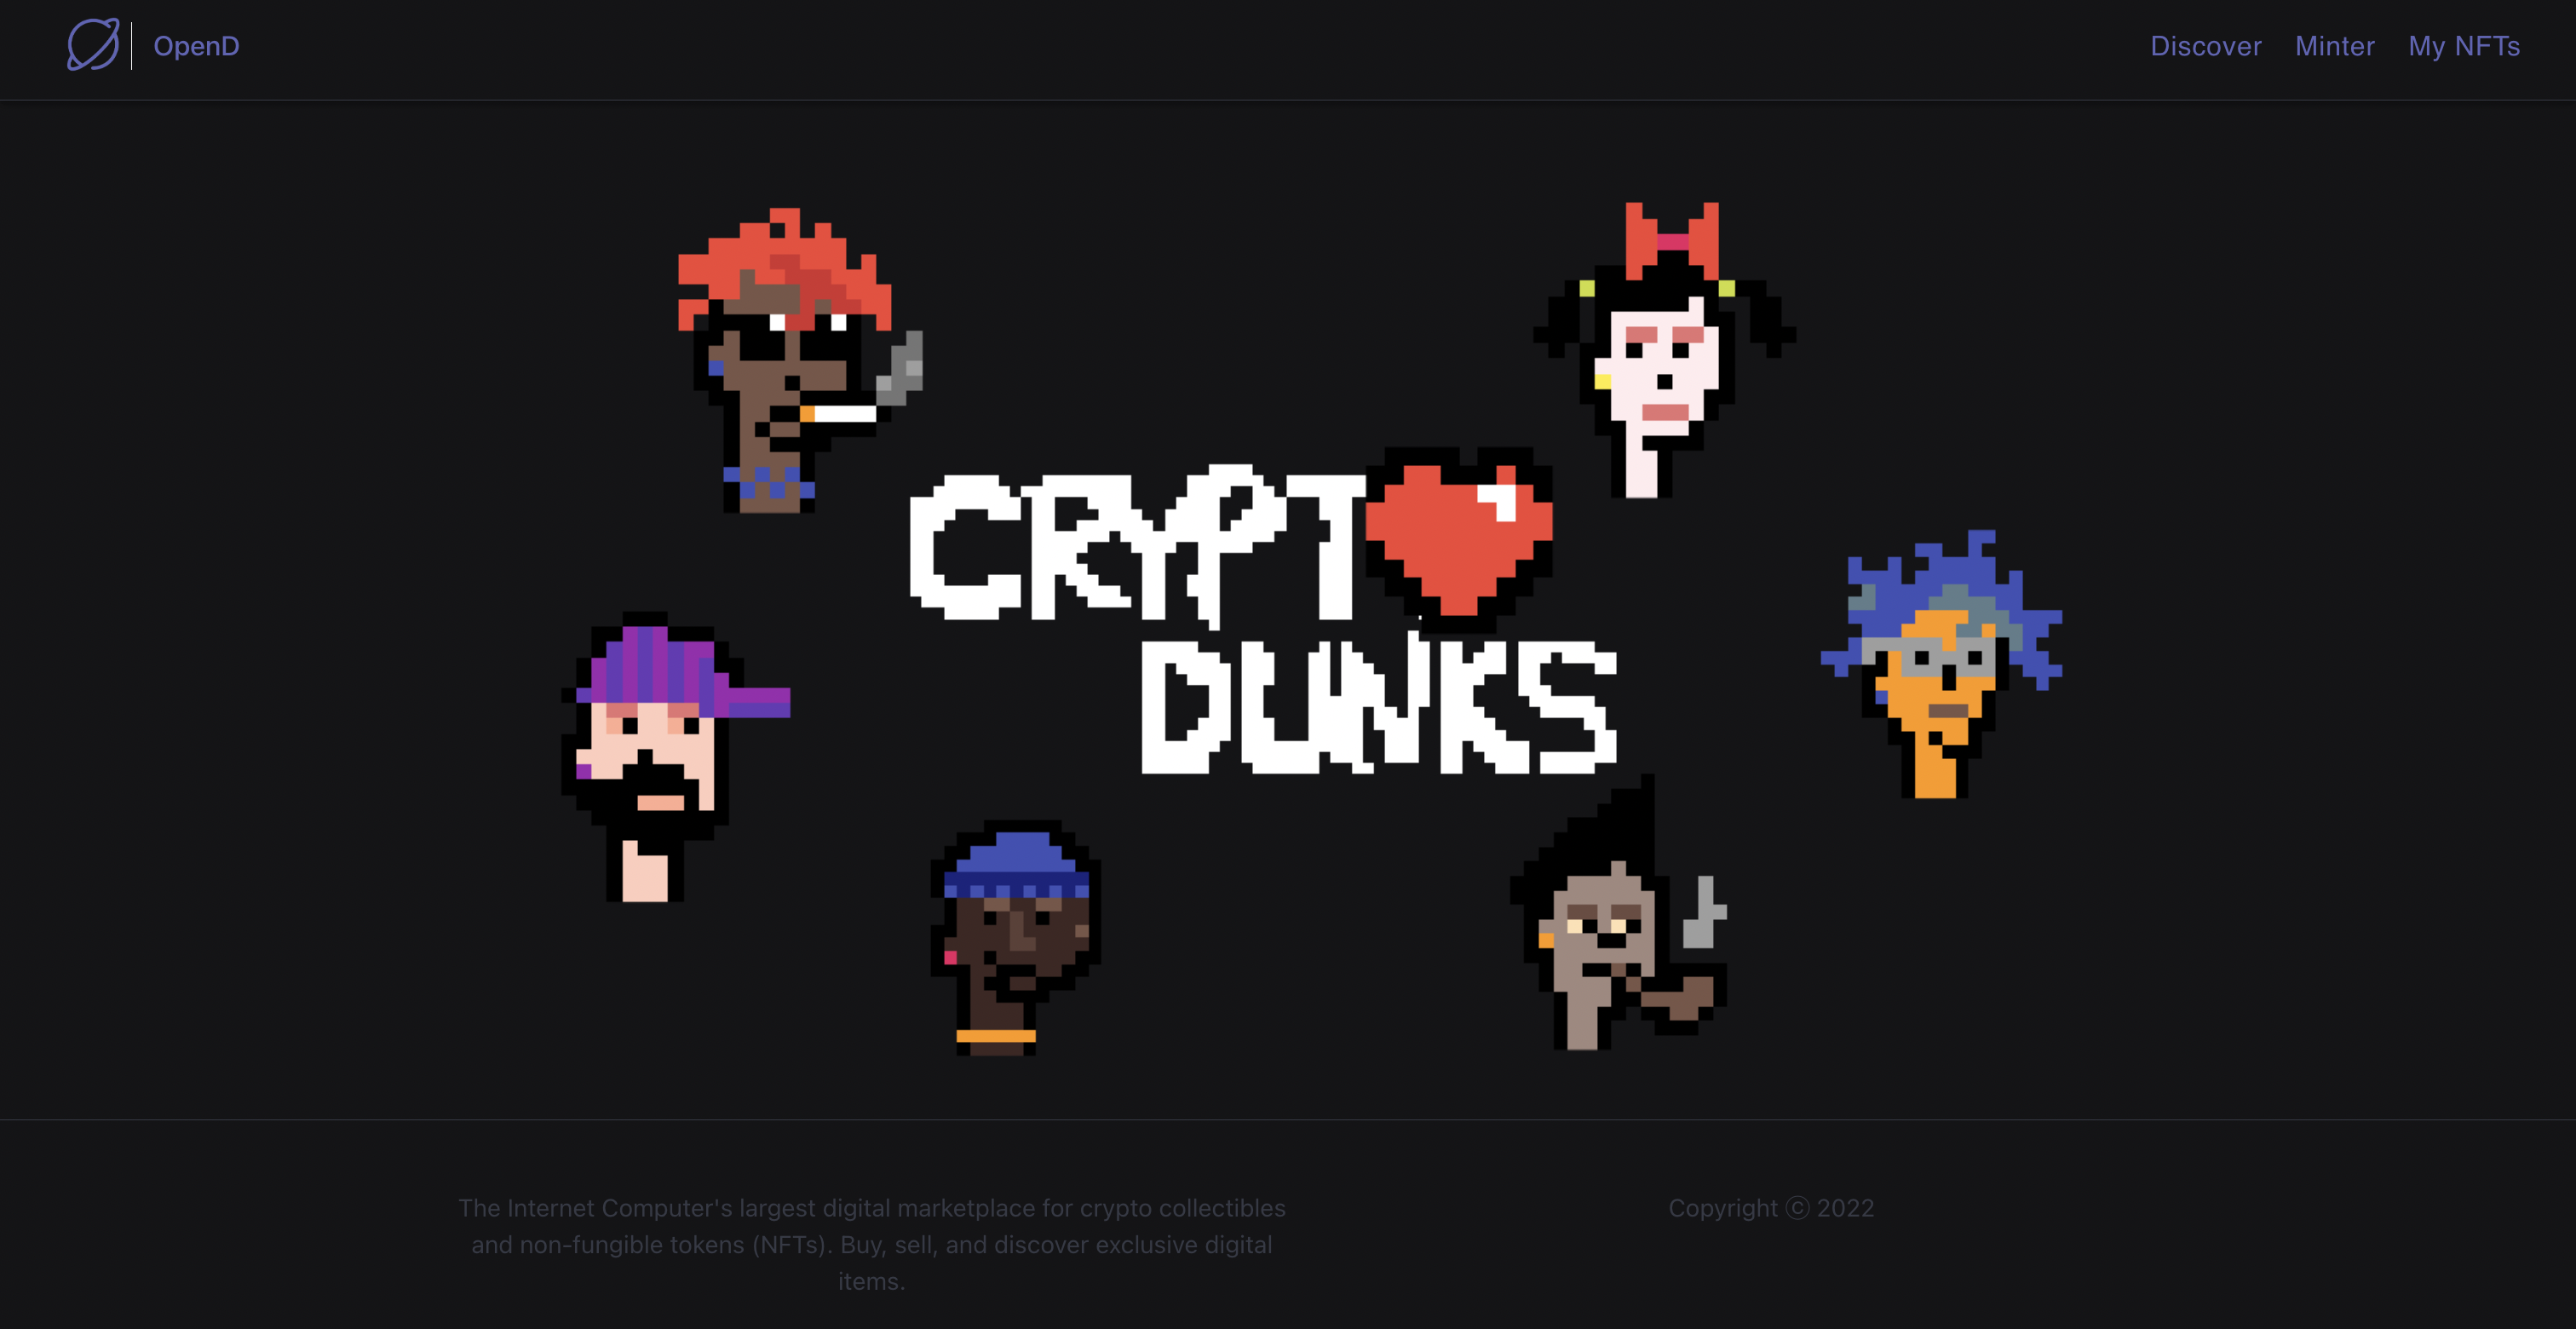 OpenD
Discover Minter My NFTs
CRYPT
DUNKS
The Internet Computer's largest digital marketplace for crypto collectibles
and non-fungible tokens (NFTs). Buy, sell, and discover exclusive digital
items.
Copyright ⓒ 2022